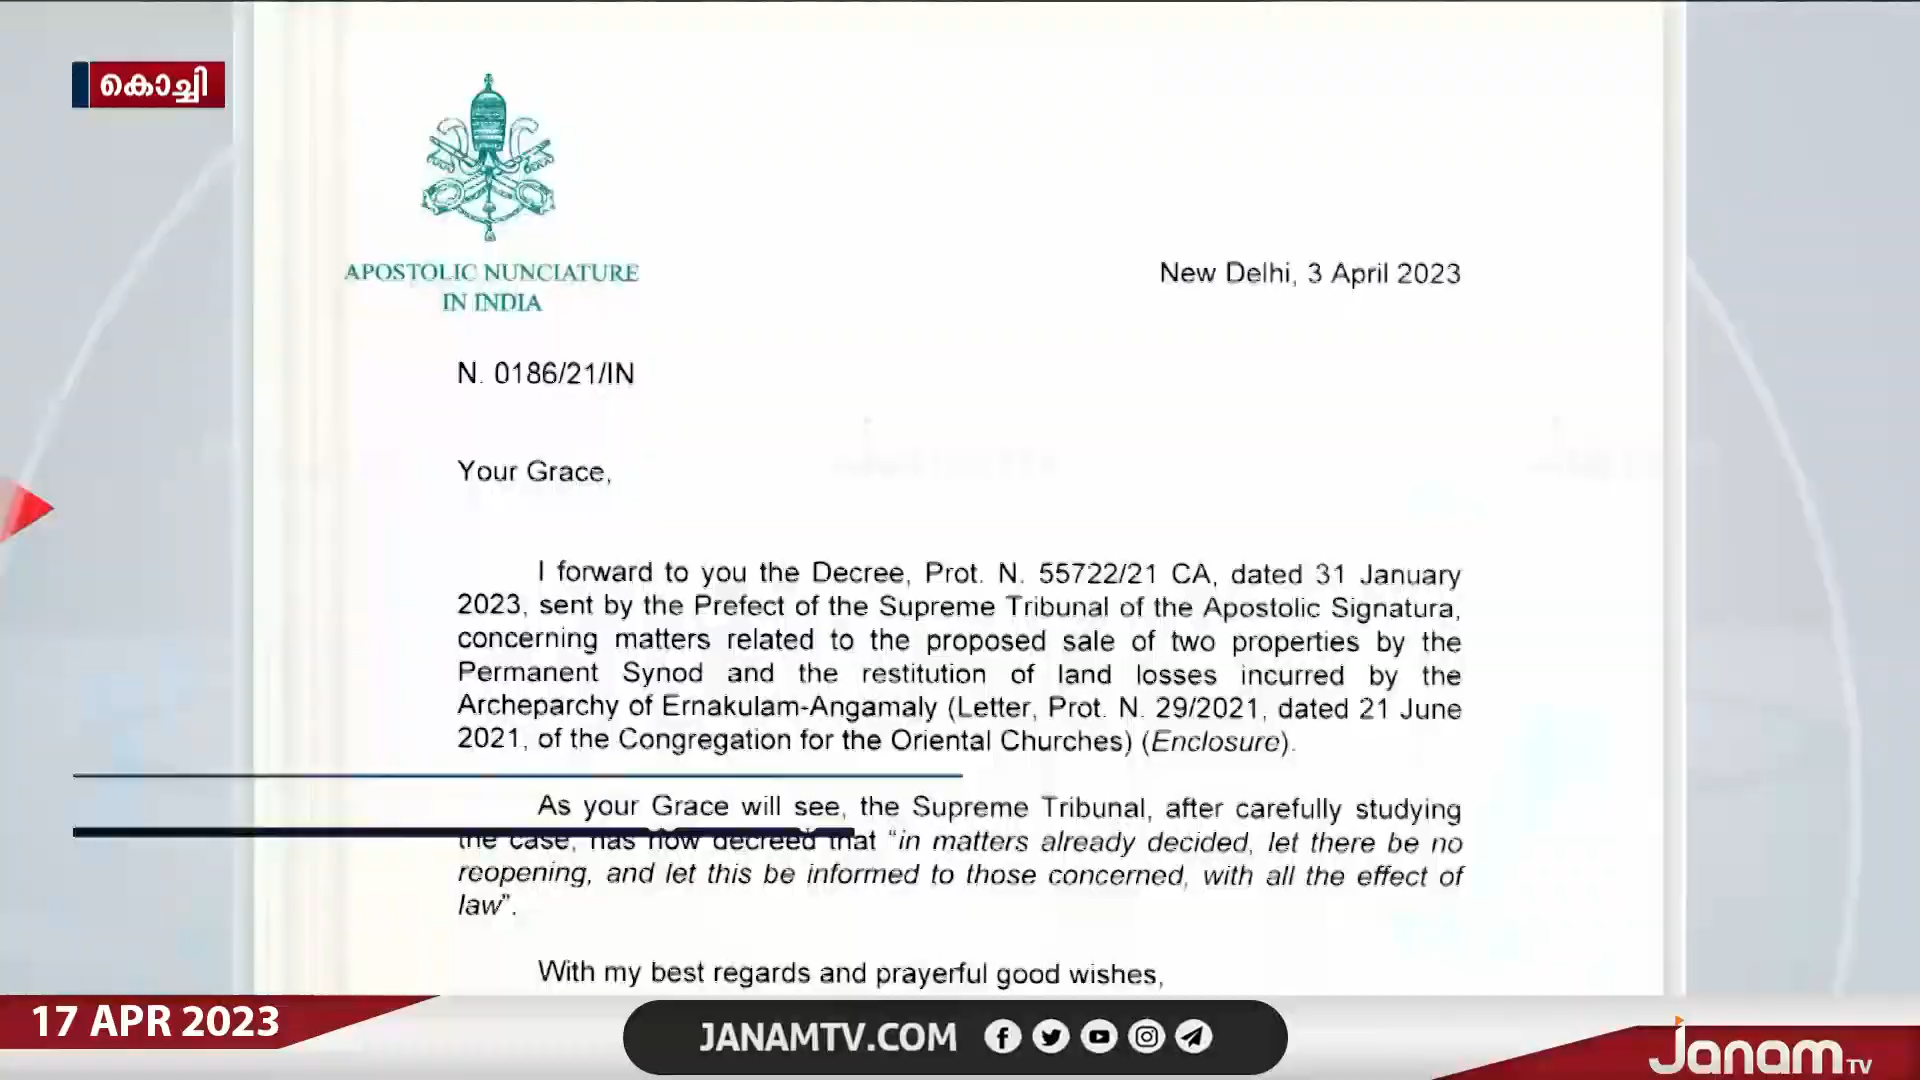 കൊച്ചി
APOSTOLIC NUNCIATURE
IN INDIA
New Delhi, 3 April 2023
N. 0186/21/IN
Your Grace,
I forward to you the Decree, Prot. N. 55722/21 CA, dated 31 January
2023, sent by the Prefect of the Supreme Tribunal of the Apostolic Signatura,
concerning matters related to the proposed sale of two properties by the
Permanent Synod and the restitution of land losses incurred by the
Archeparchy of Ernakulam-Angamaly (Letter, Prot. N. 29/2021, dated 21 June
2021, of the Congregation for the Oriental Churches) (Enclosure).
As your Grace will see, the Supreme Tribunal, after carefully studying
the case, has now decreed that “in matters already decided, let there be no
reopening, and let this be informed to those concerned, with all the effect of
law”.
With my best regards and prayerful good wishes,
17 APR 2023
JANAMTV.COM
Janam TV